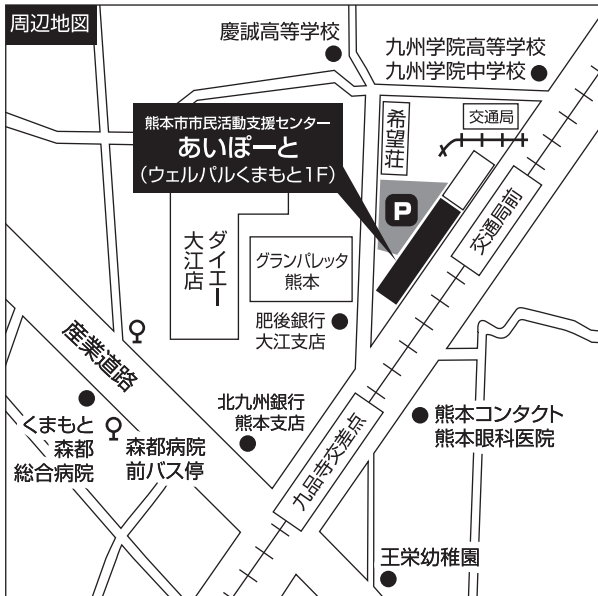 周辺地図
慶誠高等学校
九州学院高等学校
九州学院中学校
熊本市市民活動支援センター
あいぽーと
(ウェルパルくまもと1F)
希望荘
交通局
P
交通局前
ダイエー
大江店
グランパレッタ
熊本
肥後銀行
大江支店
産業道路
くまもと
森都
総合病院
森都病院
前バス停
北九州銀行
熊本支店
九品寺交差点
熊本コンタクト
熊本眼科医院
王栄幼稚園